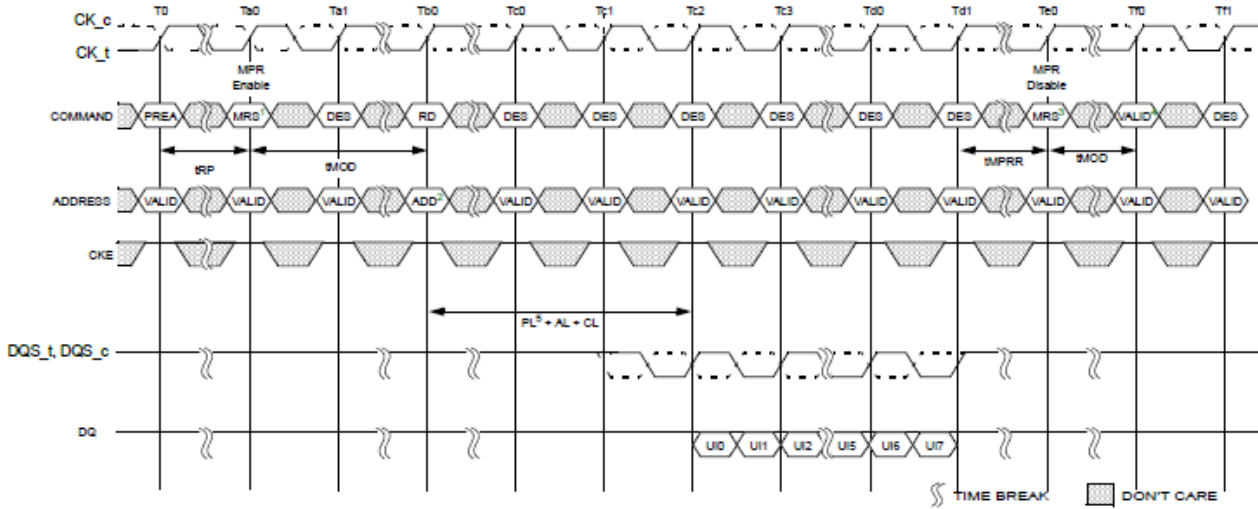 T0 Ta0 Ta1 Tb0 Tc0 Tc1 Tc2 Tc3 Td0 Td1 Te0 Tf0 Tf1
CK_c
CK_t
MPR Enable MPR Disable
COMMAND PREA MRS1 DES RD DES DES DES DES DES DES MRS3 VALID4 DES
tRP tMOD tMPRR tMOD
ADDRESS VALID VALID VALID ADD2 VALID VALID VALID VALID VALID VALID VALID VALID VALID
CKE
PL5 + AL + CL
DQS_t, DQS_c
DQ UI0 UI1 UI2 UI5 UI6 UI7
TIME BREAK DON'T CARE